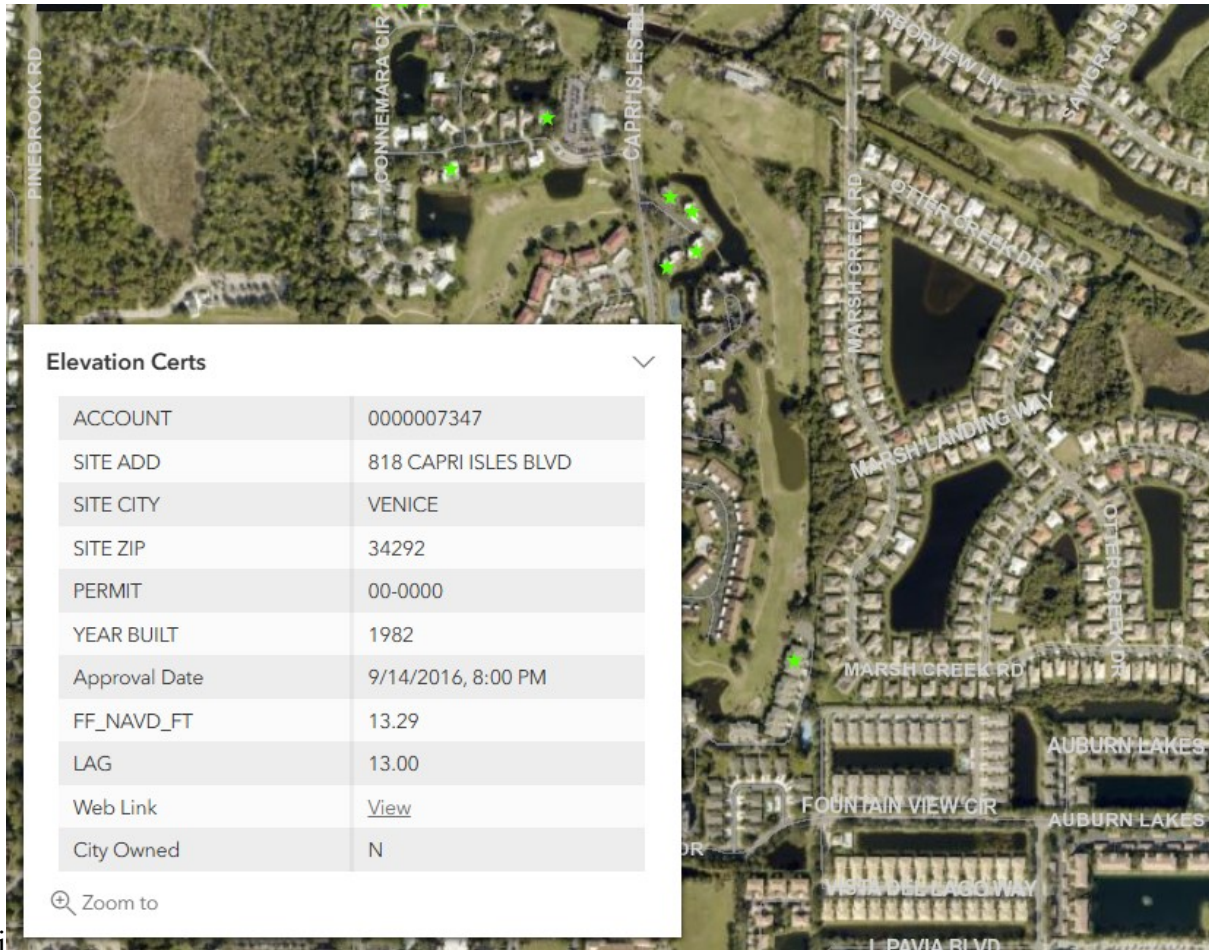 PINEBROOK RD
CONNEMARA CIR
CAPRI ISLES BL
ARBORVIEW LN
SAWGRASS B
MARSH CREEK RD
OTTER CREEK DR
MARSH LANDING WAY
OTTER CREEK DR
MARSH CREEK RD
AUBURN LAKES
FOUNTAIN VIEW CIR
AUBURN LAKES
DR
VISTA DEL LAGO WAY
L PAVIA BLVD
Elevation Certs
ACCOUNT 0000007347
SITE ADD 818 CAPRI ISLES BLVD
SITE CITY VENICE
SITE ZIP 34292
PERMIT 00-0000
YEAR BUILT 1982
Approval Date 9/14/2016, 8:00 PM
FF_NAVD_FT 13.29
LAG 13.00
Web Link View
City Owned N
Zoom to
i